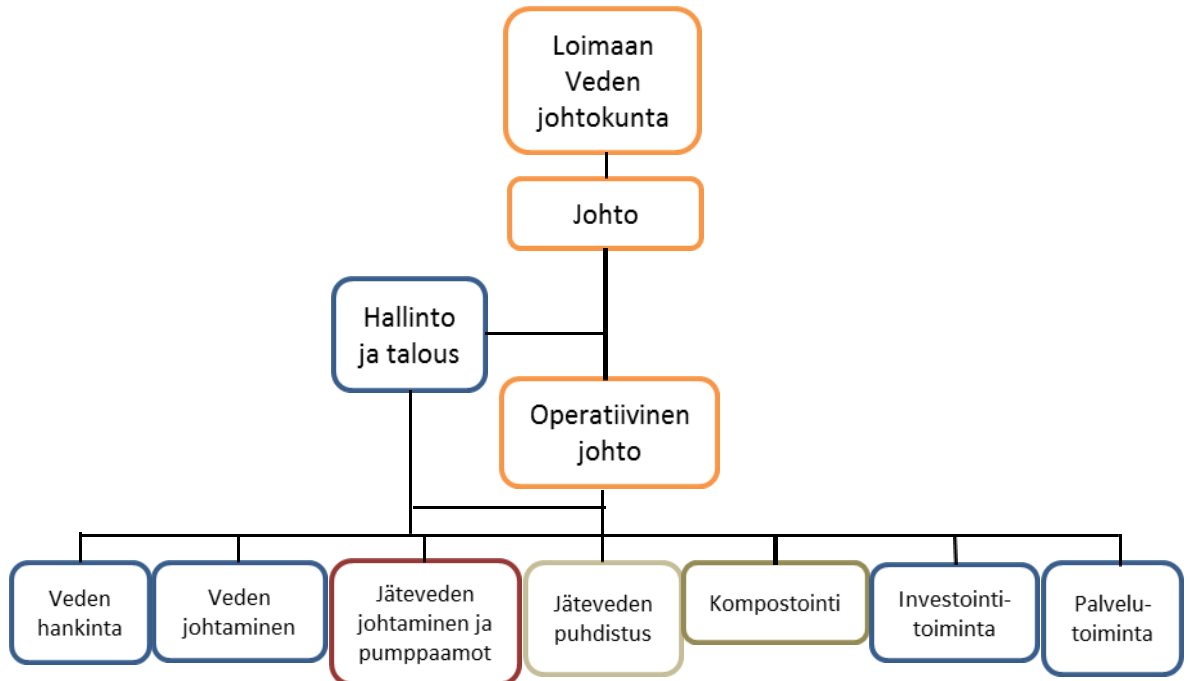 Loimaan
Veden
johtokunta
Johto
Hallinto
ja talous
Operatiivinen
johto
Veden
hankinta
Veden
johtaminen
Jäteveden
johtaminen ja
pumppaamot
Jäteveden
puhdistus
Kompostointi
Investointi-
toiminta
Palvelu-
toiminta